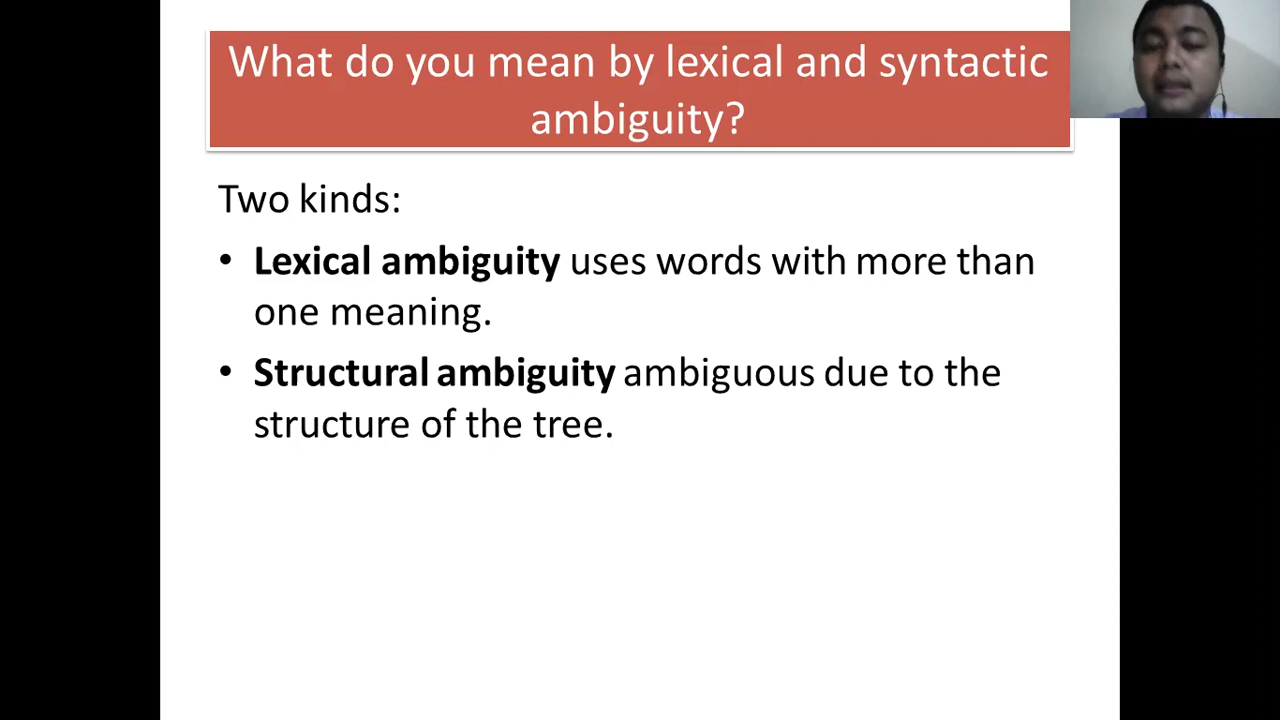 What do you mean by lexical and syntactic
ambiguity?
Two kinds:
• Lexical ambiguity uses words with more than
one meaning.
• Structural ambiguity ambiguous due to the
structure of the tree.